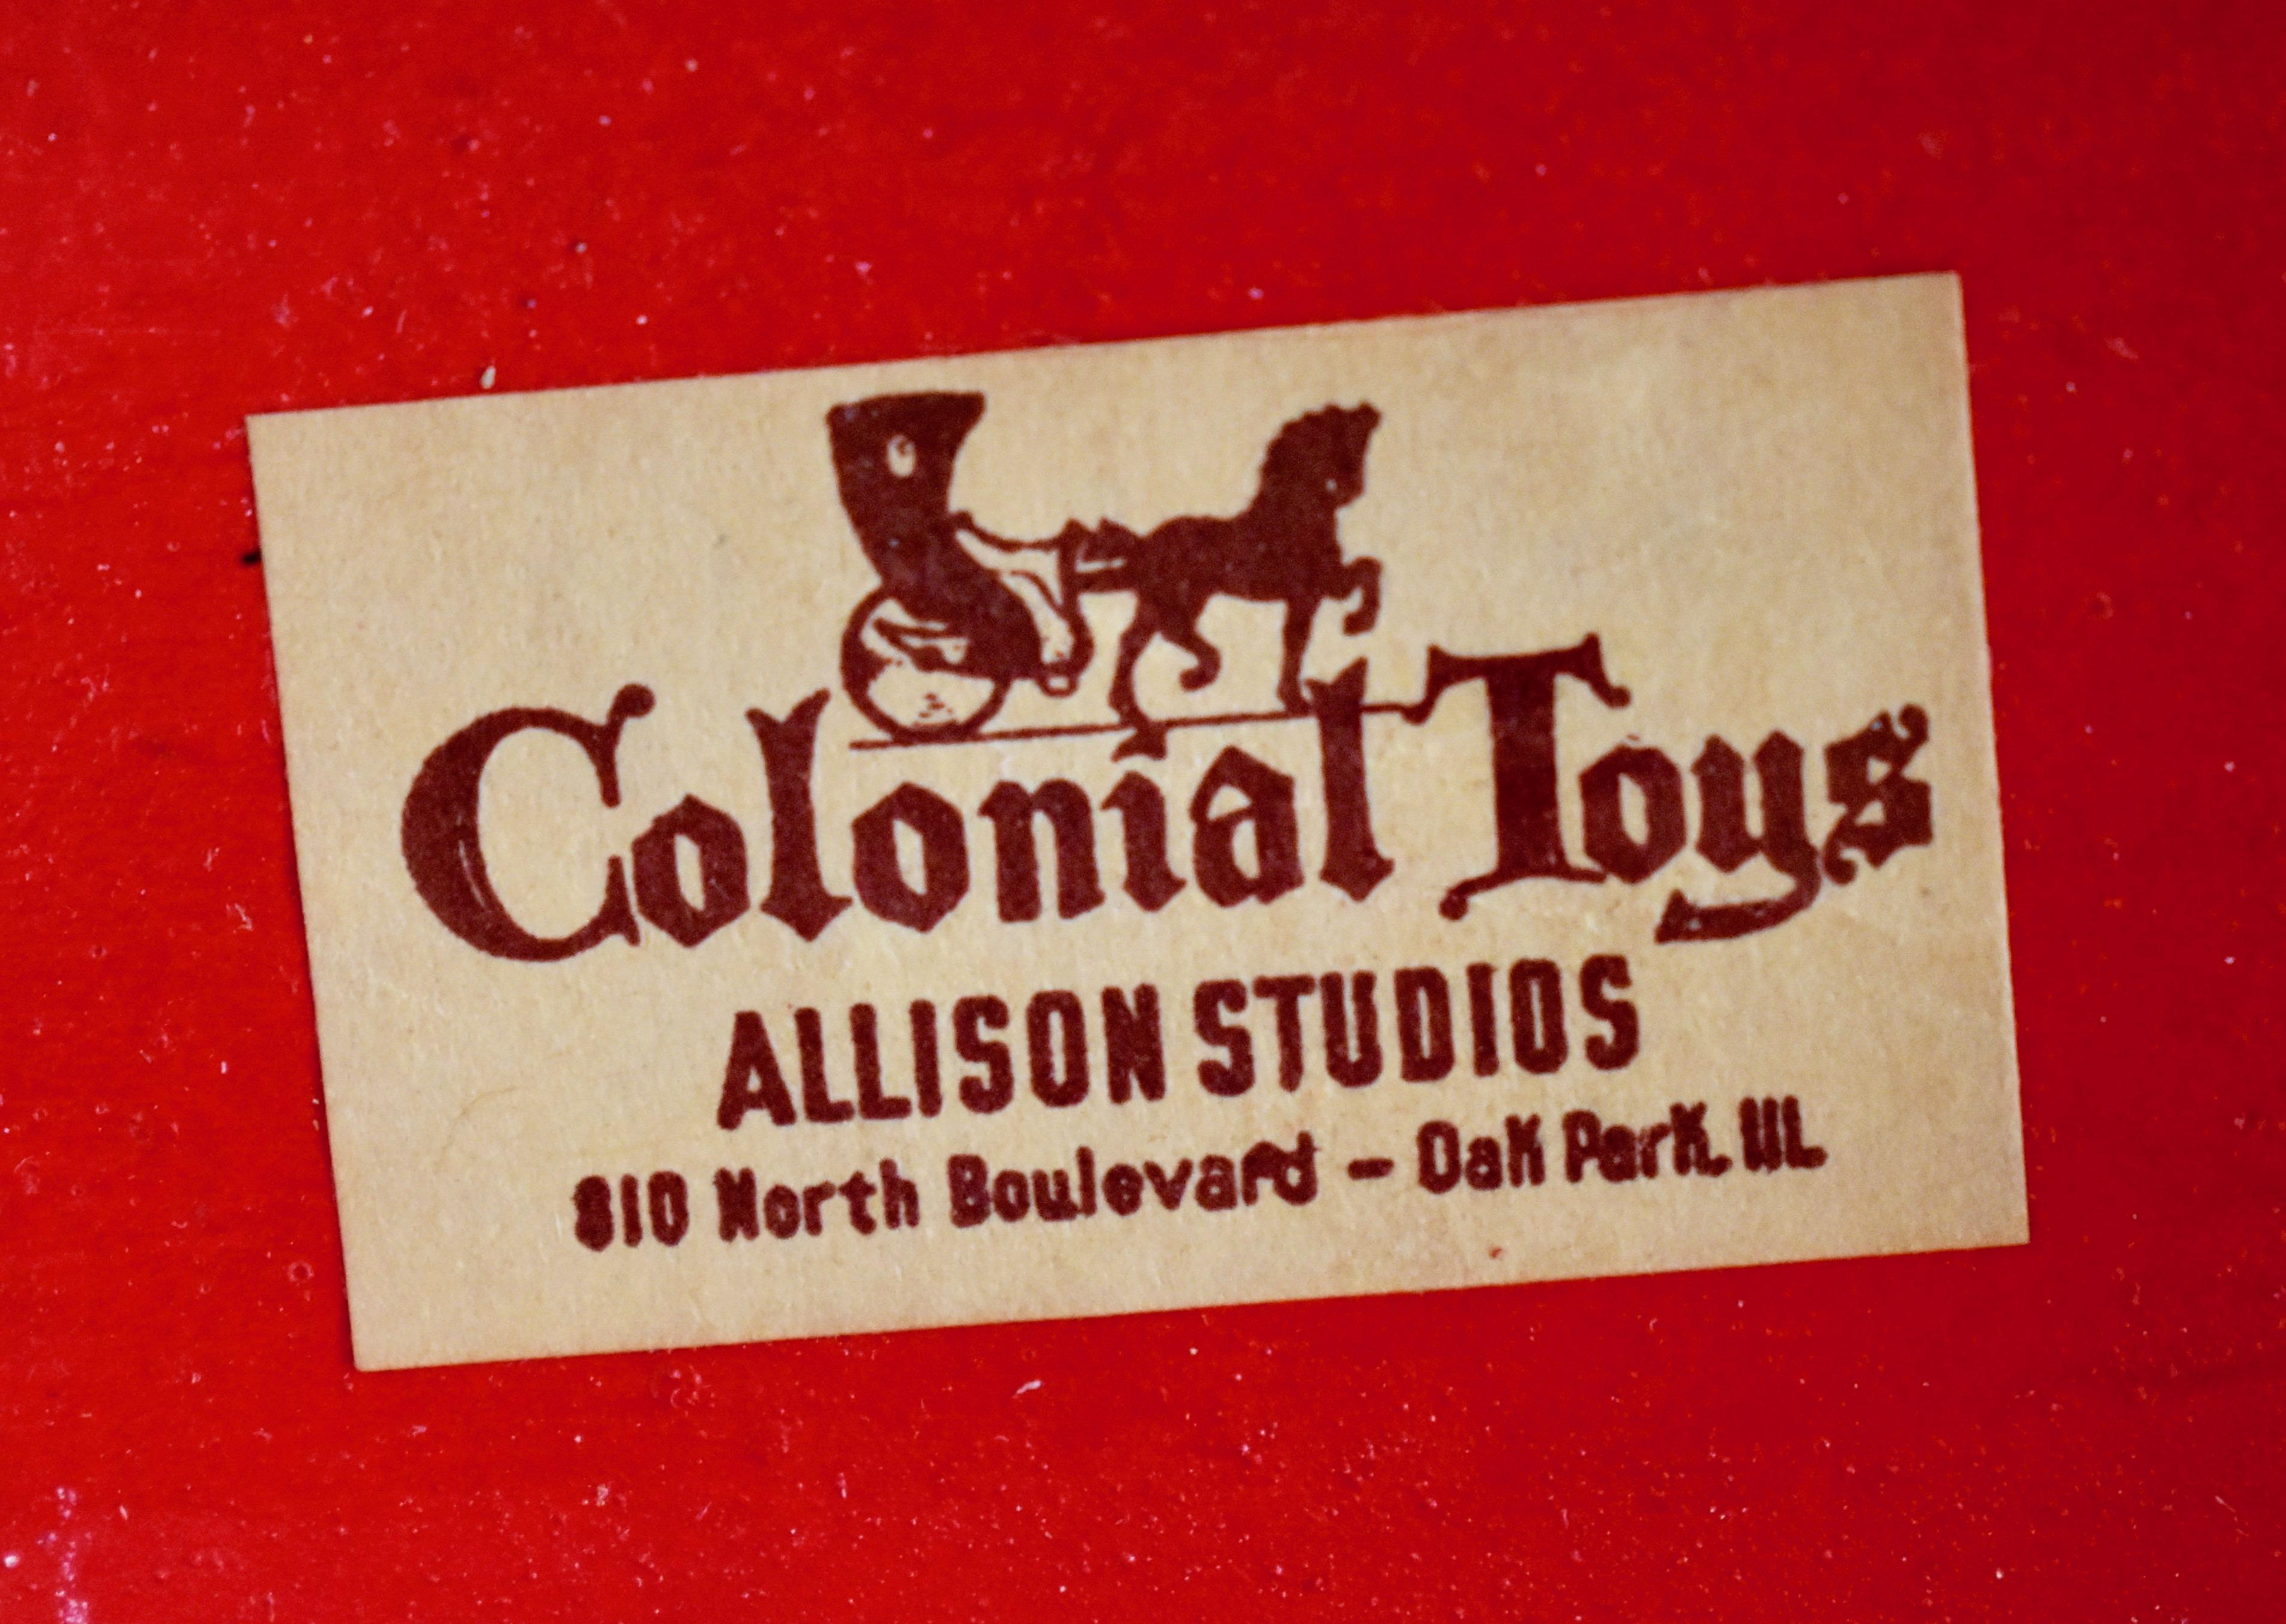 Colonial Toys
ALLISON STUDIOS
810 North Boulevard - Oak Park, Ill.